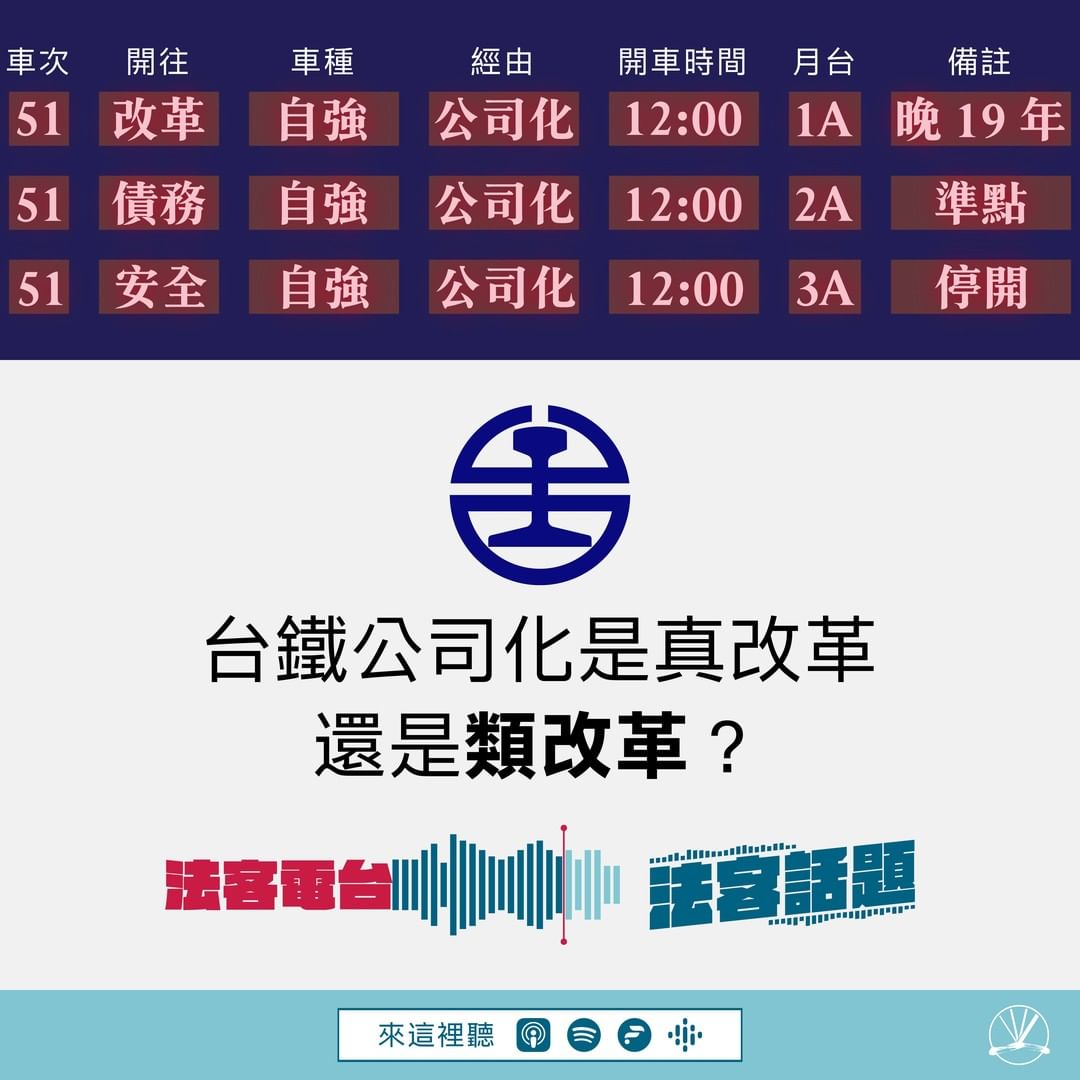 車次 開往 車種 經由 開車時間 月台 備註
51 改革 自強 公司化 12:00 1A 晚 19 年
51 債務 自強 公司化 12:00 2A 準點
51 安全 自強 公司化 12:00 3A 停開
台鐵公司化是真改革
還是類改革？
法客電台 法客話題
來這裡聽